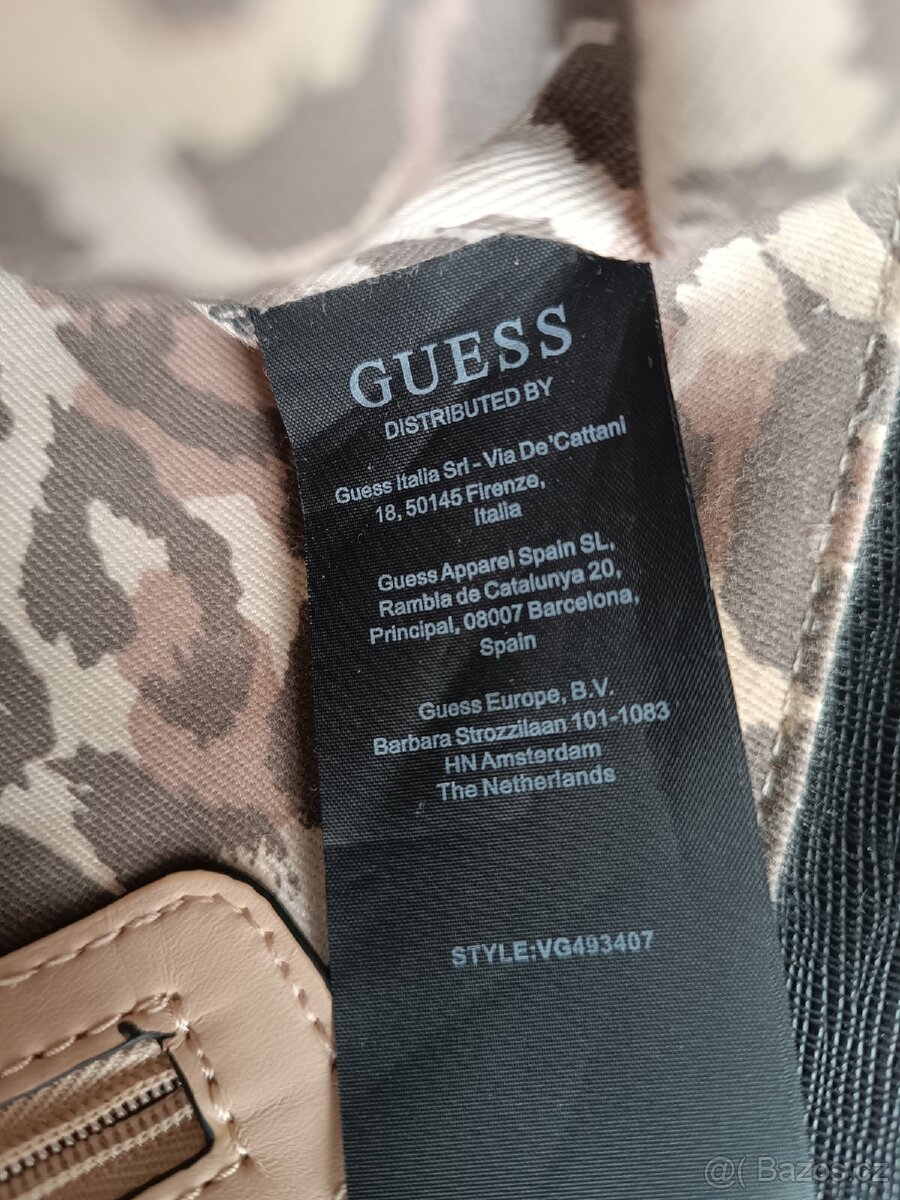 GUESS
DISTRIBUTED BY
Guess Italia Srl - Via De'Cattani
18, 50145 Firenze,
Italia
Guess Apparel Spain SL,
Rambla de Catalunya 20,
Principal, 08007 Barcelona,
Spain
Guess Europe, B.V.
Barbara Strozzilaan 101-1083
HN Amsterdam
The Netherlands
STYLE:VG493407
@( Bazos.cz